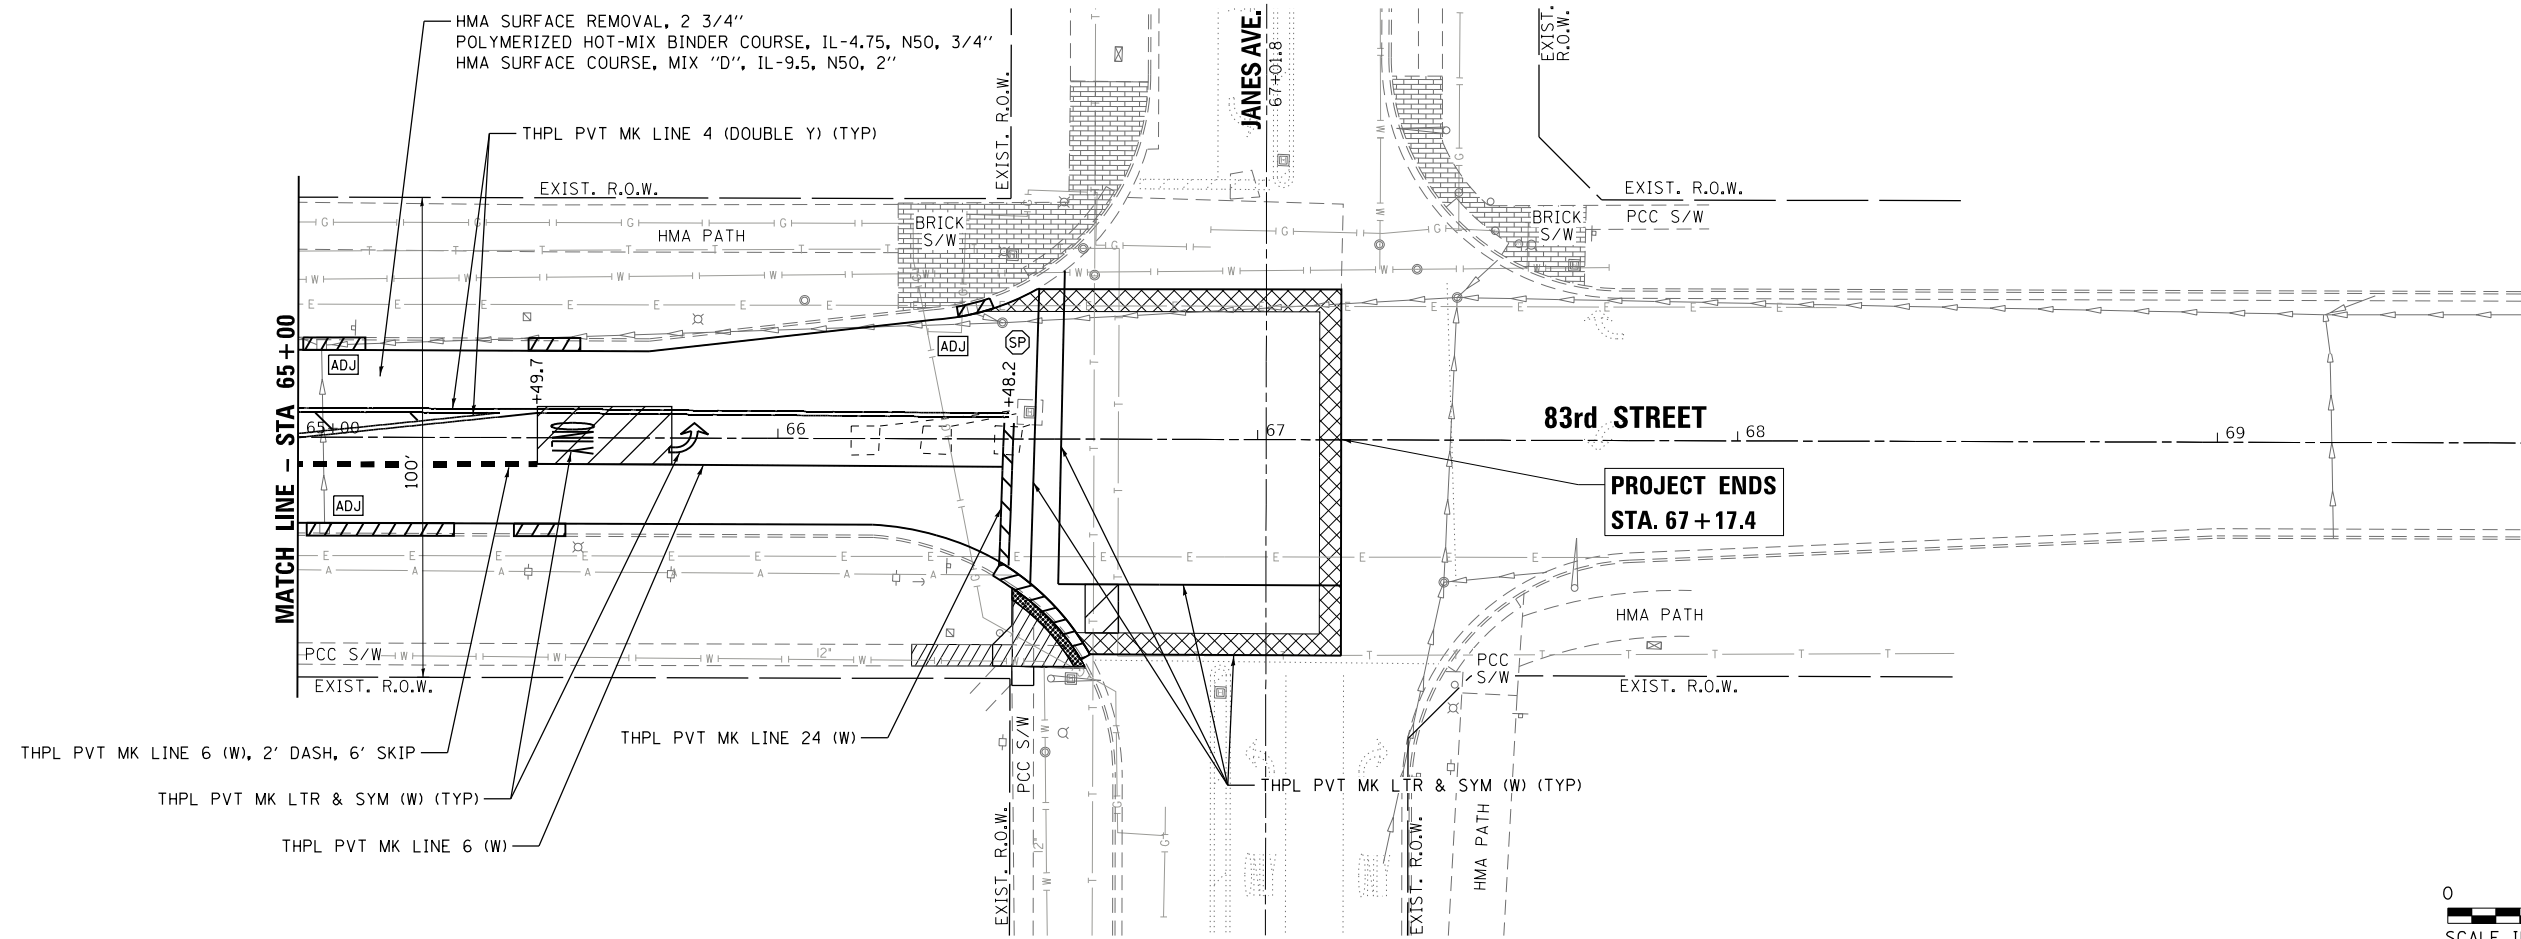 HMA SURFACE REMOVAL, 2 3/4"
POLYMERIZED HOT-MIX BINDER COURSE, IL-4.75, N50, 3/4"
HMA SURFACE COURSE, MIX "D", IL-9.5, N50, 2"
THPL PVT MK LINE 4 (DOUBLE Y) (TYP)
EXIST. R.O.W.
EXIST. R.O.W.
JANES AVE.
67+01.8
EXIST.
R.O.W.
EXIST. R.O.W.
HMA PATH
BRICK
S/W
BRICK
S/W
PCC S/W
MATCH LINE - STA 65+00
ADJ
ADJ
SP
+49.7
+48.2
65+00
66
67
68
69
83rd STREET
100'
ADJ
PROJECT ENDS
STA. 67+17.4
HMA PATH
PCC S/W
12"
EXIST. R.O.W.
PCC
S/W
EXIST. R.O.W.
THPL PVT MK LINE 6 (W), 2' DASH, 6' SKIP
THPL PVT MK LTR & SYM (W) (TYP)
THPL PVT MK LINE 6 (W)
THPL PVT MK LINE 24 (W)
THPL PVT MK LTR & SYM (W) (TYP)
EXIST. R.O.W.
PCC S/W
12"
EXIST. R.O.W.
HMA PATH
0